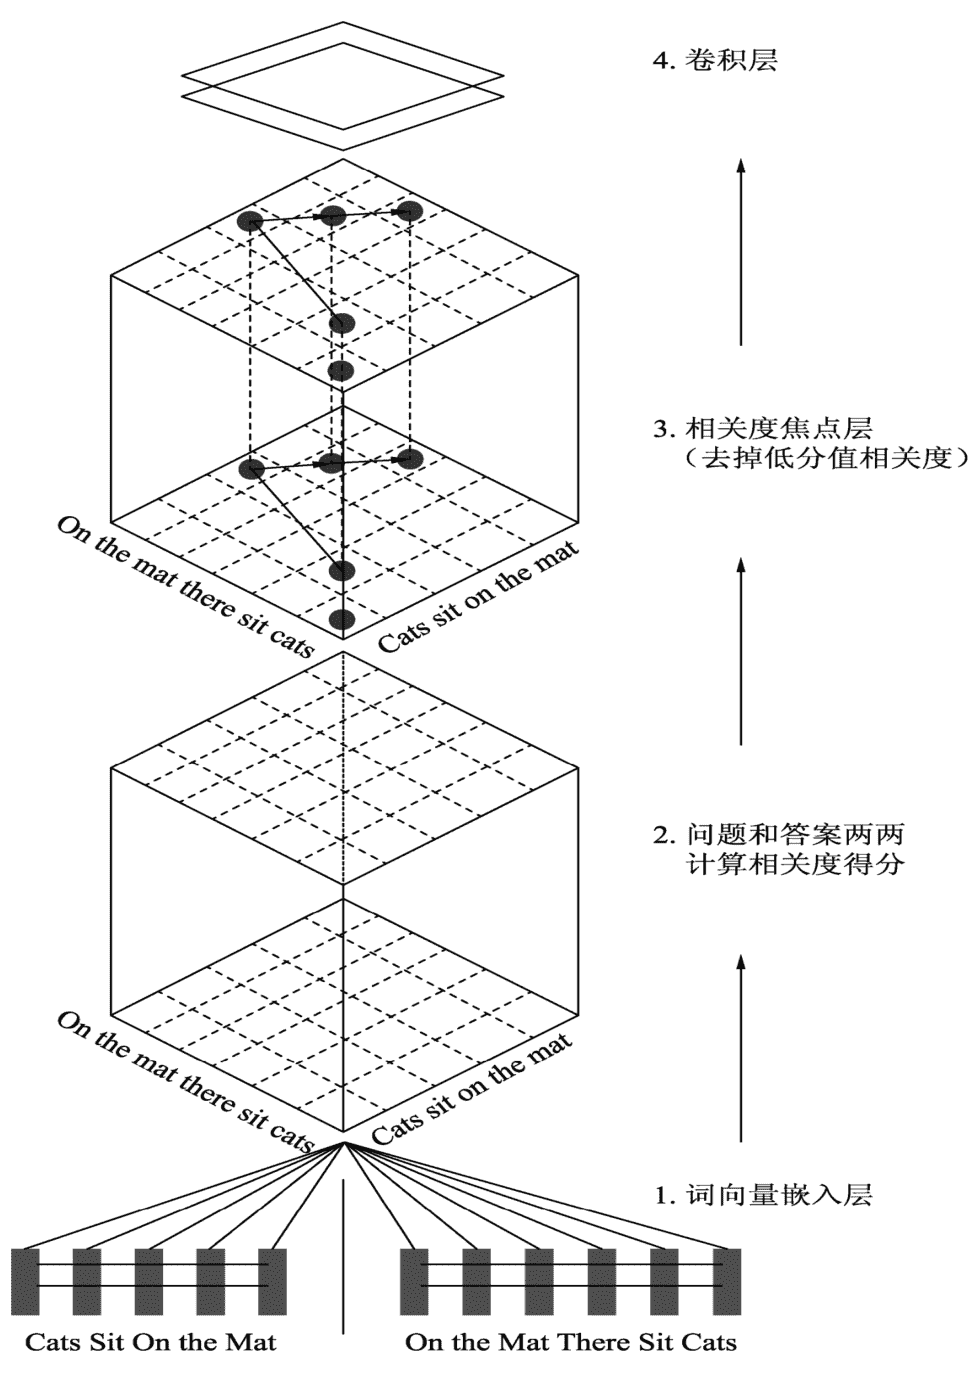 4. 卷积层
3. 相关度焦点层
（去掉低分值相关度）
On the mat there sit cats
Cats sit on the mat
2. 问题和答案两两
计算相关度得分
On the mat there sit cats
Cats sit on the mat
1. 词向量嵌入层
Cats Sit On the Mat
On the Mat There Sit Cats